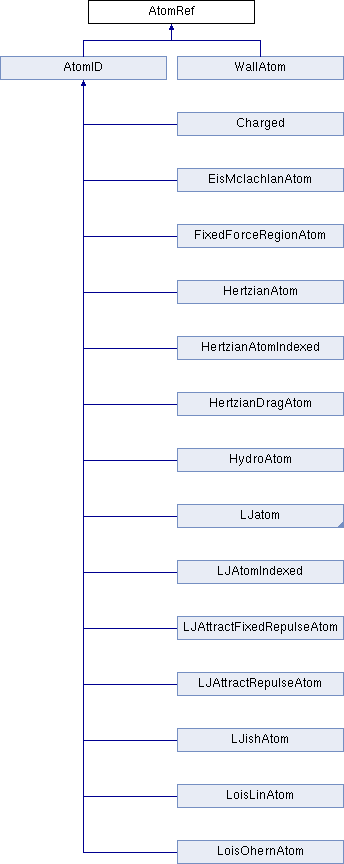 AtomRef
AtomID
WallAtom
Charged
EisMclachlanAtom
FixedForceRegionAtom
HertzianAtom
HertzianAtomIndexed
HertzianDragAtom
HydroAtom
LJatom
LJAtomIndexed
LJAttractFixedRepulseAtom
LJAttractRepulseAtom
LJishAtom
LoisLinAtom
LoisOhernAtom